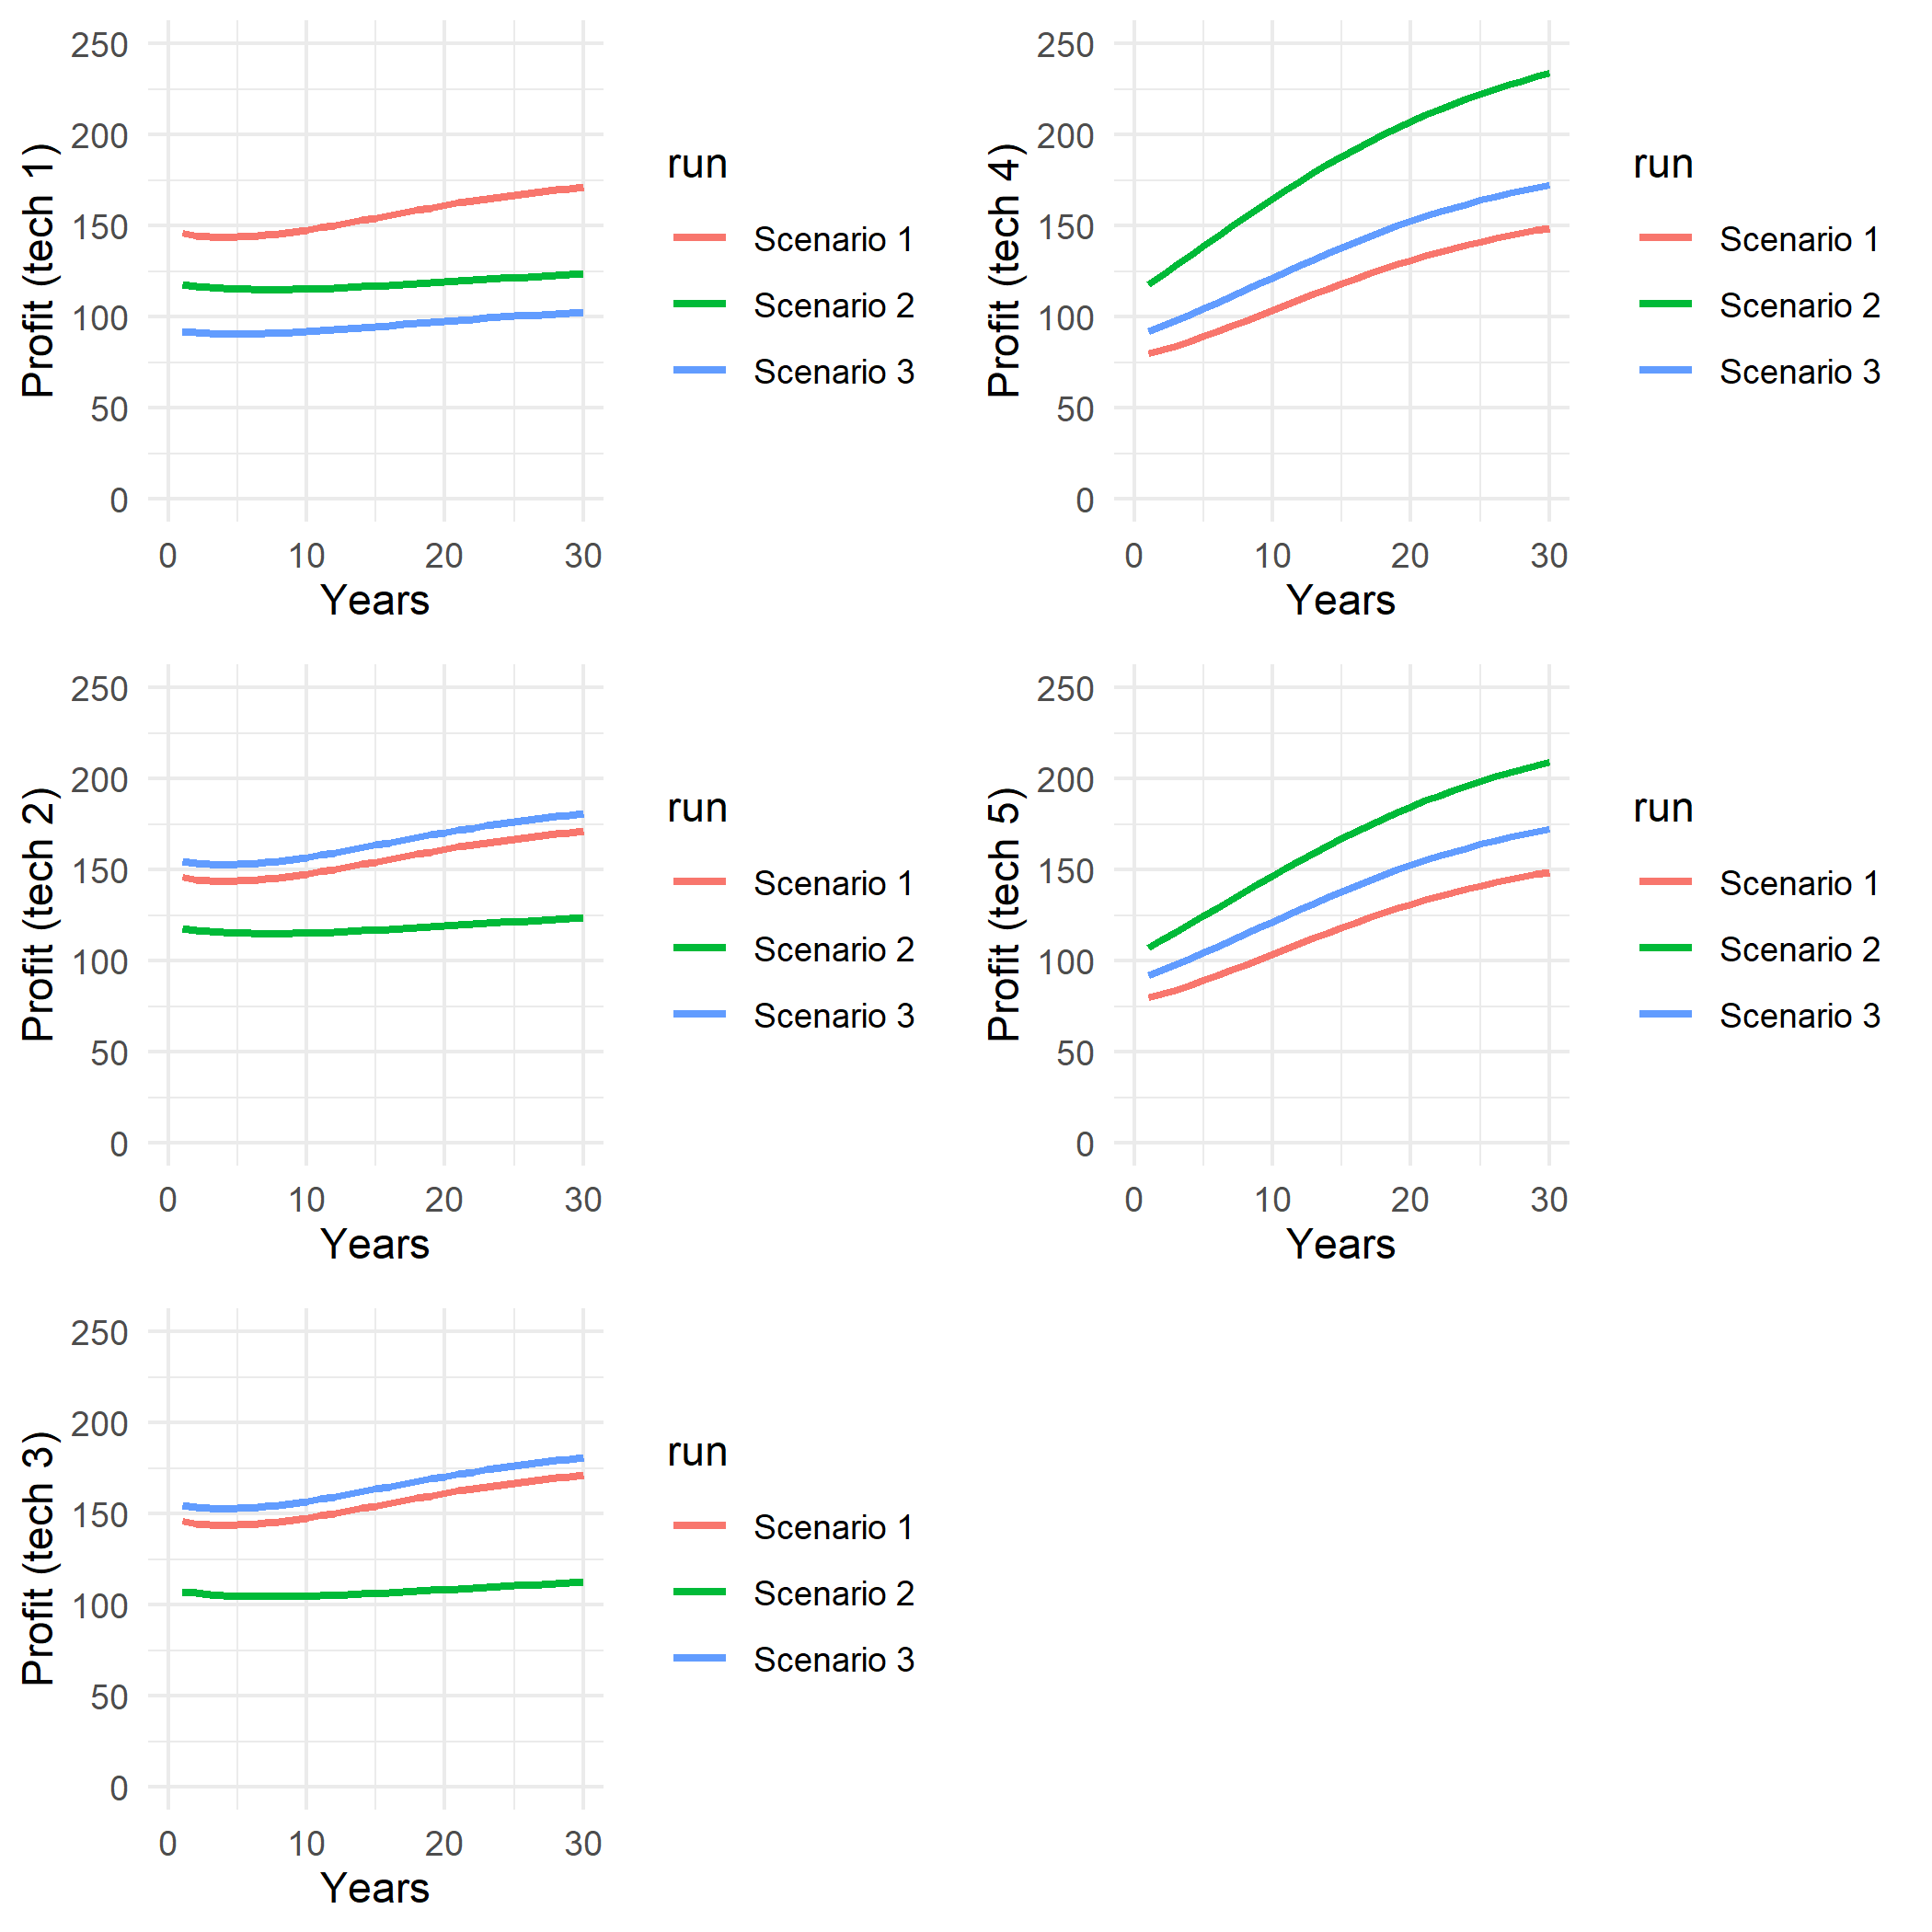 Profit (tech 1)
250
200
150
100
50
0
0 10 20 30
Years
run
Scenario 1
Scenario 2
Scenario 3
Profit (tech 4)
250
200
150
100
50
0
0 10 20 30
Years
run
Scenario 1
Scenario 2
Scenario 3
Profit (tech 2)
250
200
150
100
50
0
0 10 20 30
Years
run
Scenario 1
Scenario 2
Scenario 3
Profit (tech 5)
250
200
150
100
50
0
0 10 20 30
Years
run
Scenario 1
Scenario 2
Scenario 3
Profit (tech 3)
250
200
150
100
50
0
0 10 20 30
Years
run
Scenario 1
Scenario 2
Scenario 3